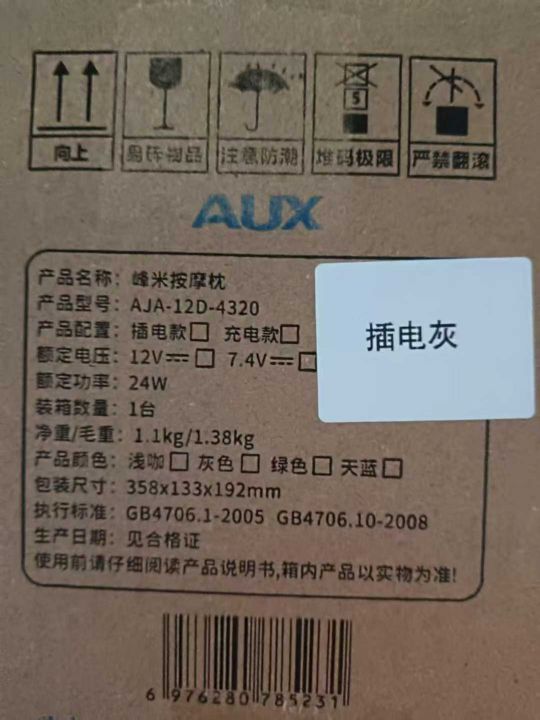 5
向上
易碎物品
注意防潮
堆码极限
严禁翻滚
AUX
产品名称: 峰米按摩枕
产品型号: AJA-12D-4320
产品配置: 插电款□ 充电款□
额定电压: 12V⎓□ 7.4V⎓□
插电灰
额定功率: 24W
装箱数量: 1台
净重/毛重: 1.1kg/1.38kg
产品颜色: 浅咖□ 灰色□ 绿色□ 天蓝□
包装尺寸: 358x133x192mm
执行标准: GB4706.1-2005 GB4706.10-2008
生产日期: 见合格证
使用前请仔细阅读产品说明书,箱内产品以实物为准!
6 976280 785231